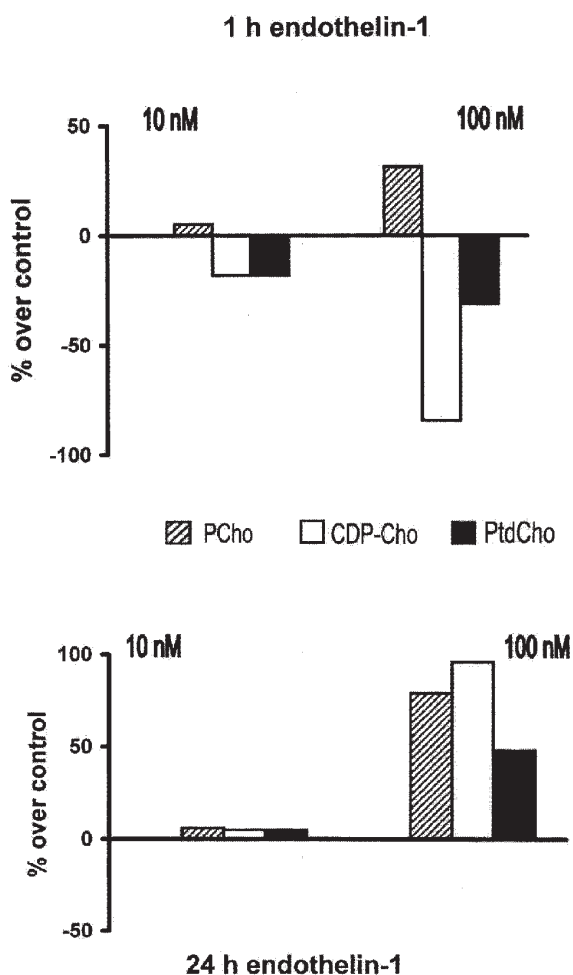 1 h endothelin-1
10 nM 100 nM
50
0
-50
-100
% over control
PCho CDP-Cho PtdCho
10 nM 100 nM
100
50
0
-50
% over control
24 h endothelin-1